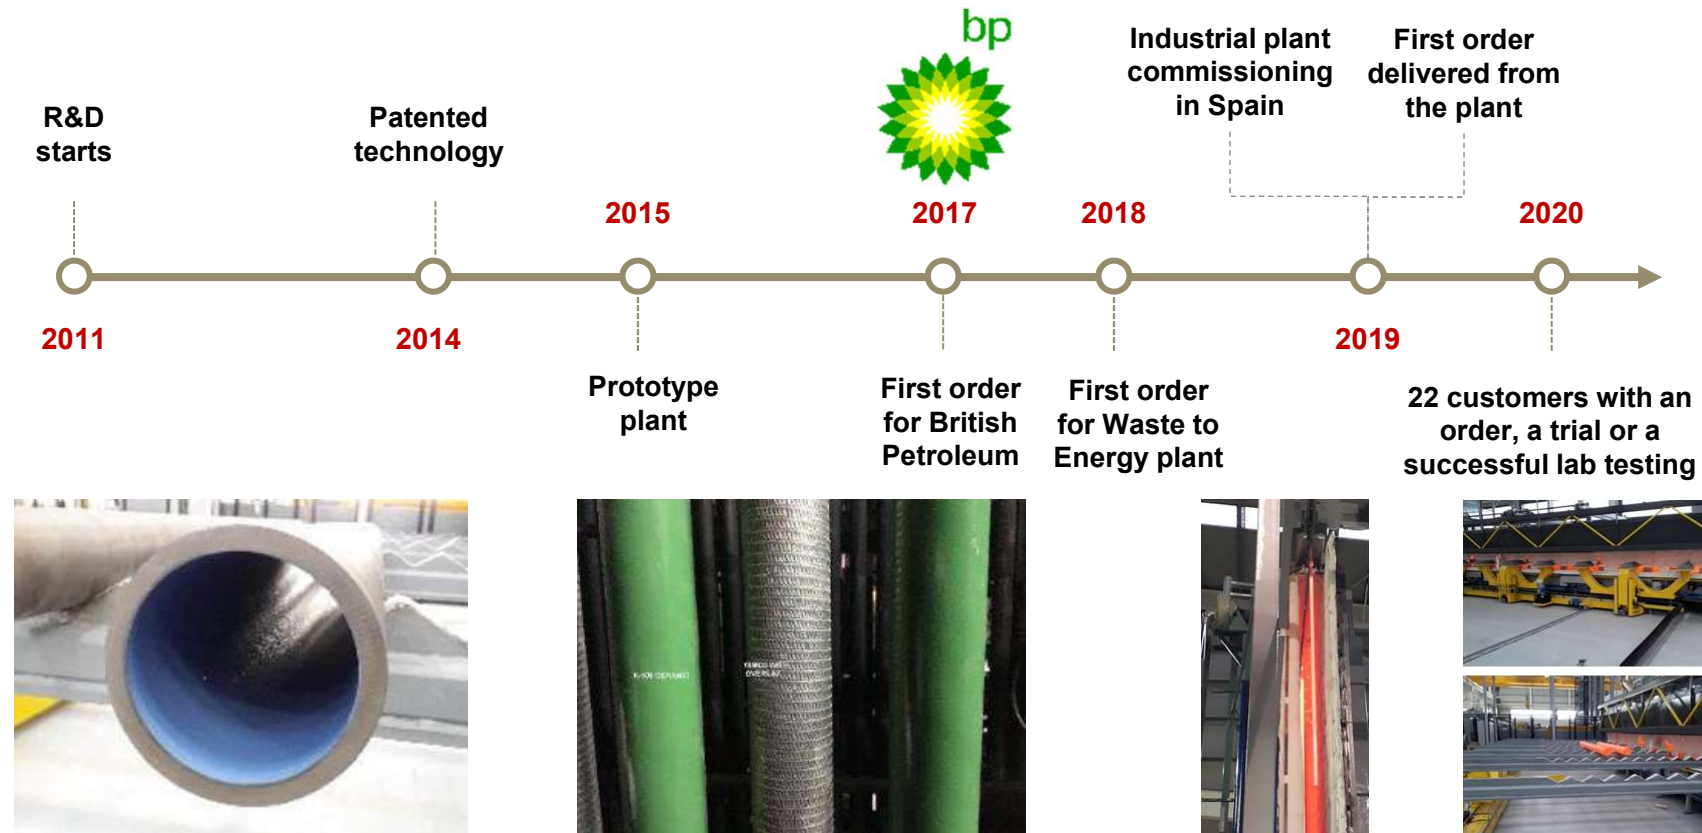 bp
Industrial plant
commissioning
in Spain
First order
delivered from
the plant
R&D
starts
Patented
technology
2015
2017
2018
2020
2011
2014
2019
Prototype
plant
First order
for British
Petroleum
First order
for Waste to
Energy plant
22 customers with an
order, a trial or a
successful lab testing